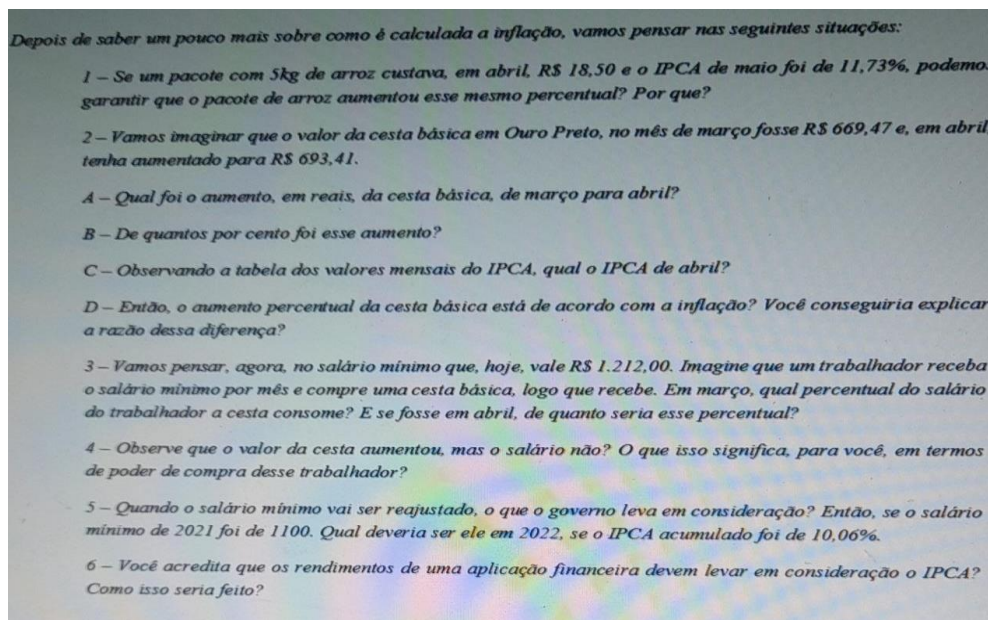 Depois de saber um pouco mais sobre como é calculada a inflação, vamos pensar nas seguintes situações:
1 – Se um pacote com 5kg de arroz custava, em abril, R$ 18,50 e o IPCA de maio foi de 11,73%, podemo
garantir que o pacote de arroz aumentou esse mesmo percentual? Por que?
2 – Vamos imaginar que o valor da cesta básica em Ouro Preto, no mês de março fosse R$ 669,47 e, em abril
tenha aumentado para R$ 693,41.
A – Qual foi o aumento, em reais, da cesta básica, de março para abril?
B – De quantos por cento foi esse aumento?
C – Observando a tabela dos valores mensais do IPCA, qual o IPCA de abril?
D – Então, o aumento percentual da cesta básica está de acordo com a inflação? Você conseguiria explicar
a razão dessa diferença?
3 – Vamos pensar, agora, no salário mínimo que, hoje, vale R$ 1.212,00. Imagine que um trabalhador receba
o salário mínimo por mês e compre uma cesta básica, logo que recebe. Em março, qual percentual do salário
do trabalhador a cesta consome? E se fosse em abril, de quanto seria esse percentual?
4 – Observe que o valor da cesta aumentou, mas o salário não? O que isso significa, para você, em termos
de poder de compra desse trabalhador?
5 – Quando o salário mínimo vai ser reajustado, o que o governo leva em consideração? Então, se o salário
mínimo de 2021 foi de 1100. Qual deveria ser ele em 2022, se o IPCA acumulado foi de 10,06%.
6 – Você acredita que os rendimentos de uma aplicação financeira devem levar em consideração o IPCA?
Como isso seria feito?